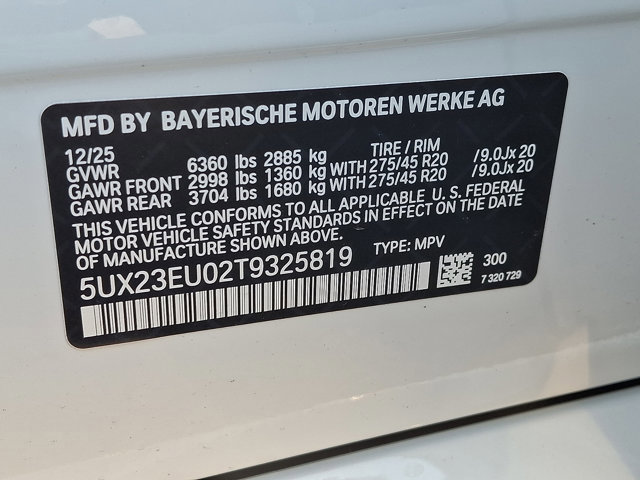 MFD BY BAYERISCHE MOTOREN WERKE AG
12/25 TIRE / RIM
GVWR 6360 lbs 2885 kg
GAWR FRONT 2998 lbs 1360 kg WITH 275/45 R20 /9.0Jx 20
GAWR REAR 3704 lbs 1680 kg WITH 275/45 R20 /9.0Jx 20
THIS VEHICLE CONFORMS TO ALL APPLICABLE U. S. FEDERAL
MOTOR VEHICLE SAFETY STANDARDS IN EFFECT ON THE DATE
OF MANUFACTURE SHOWN ABOVE.
TYPE: MPV
5UX23EU02T9325819
300
7 320 729